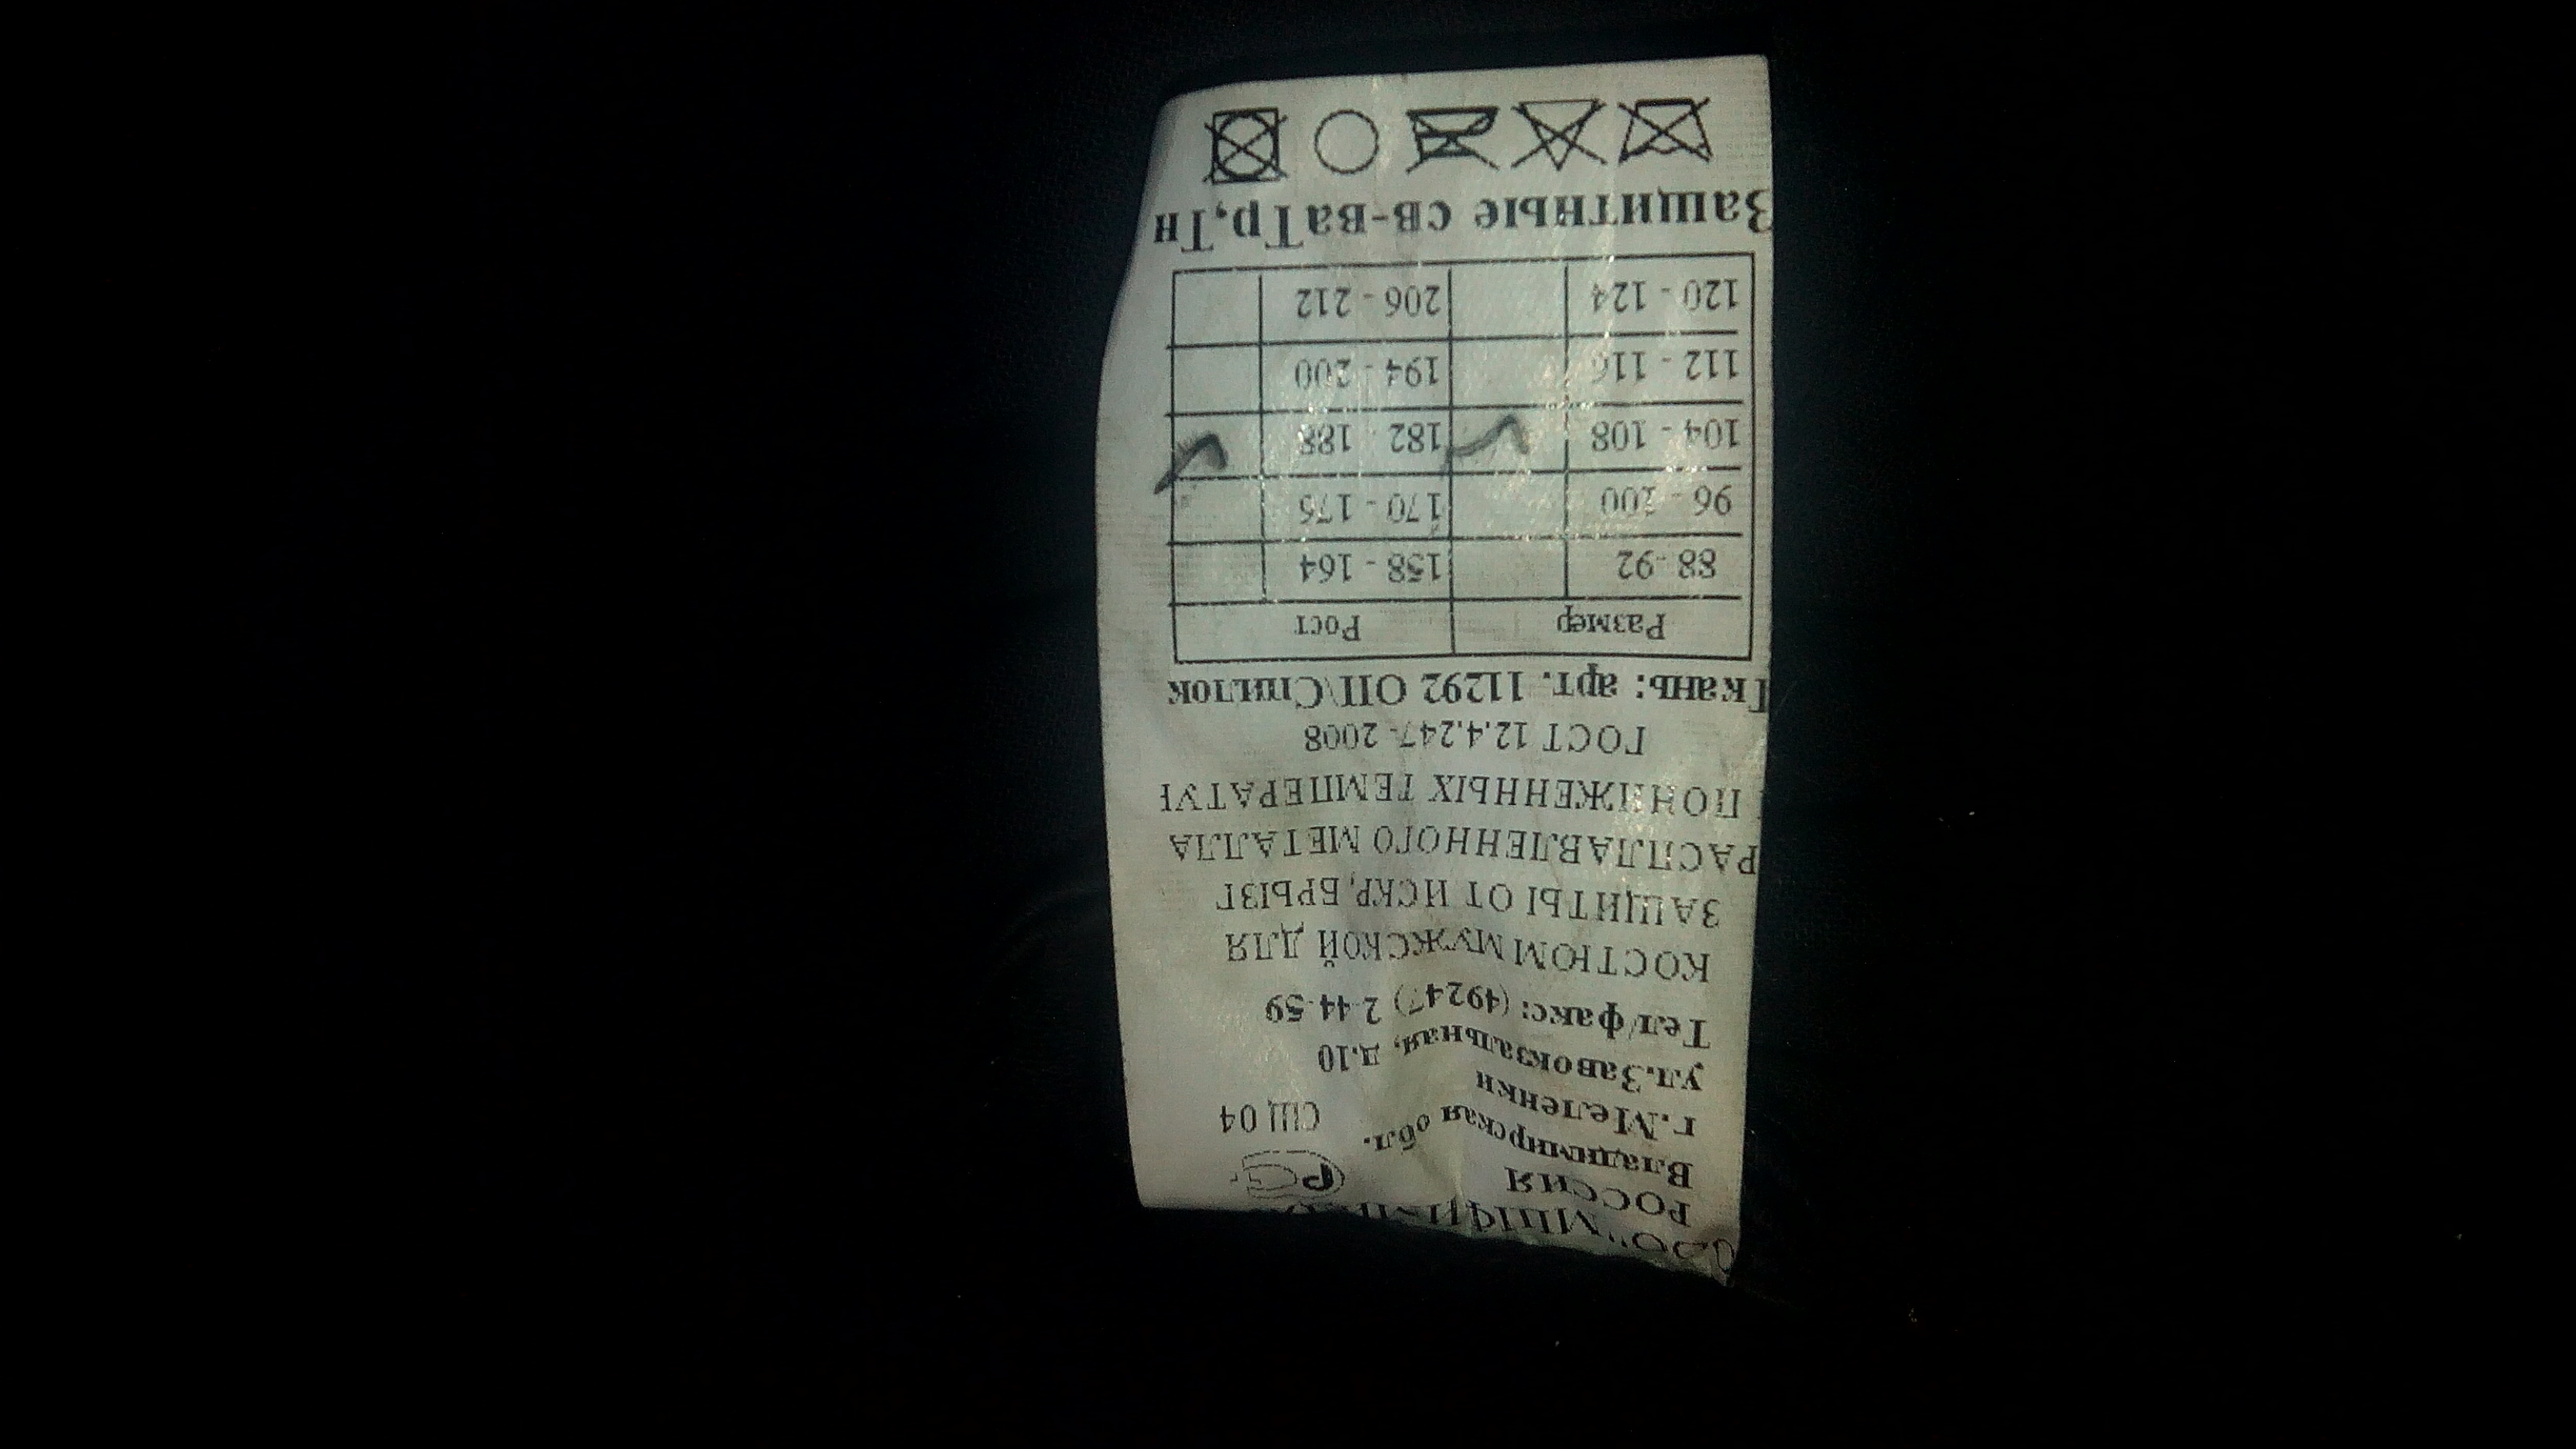 РОССИЯ
Владимирская обл.
г.Меленки
СЩ 04
ул.Завокзальная, д.10
Тел/факс: (49247) 2-44-59
КОСТЮМ МУЖСКОЙ ДЛЯ
ЗАЩИТЫ ОТ ИСКР, БРЫЗГ
РАСПЛАВЛЕННОГО МЕТАЛЛА
ПОНИЖЕННЫХ ТЕМПЕРАТУР
ГОСТ 12.4.247-2008
Ткань: арт. 11292 ОП\Спилок
Размер Рост
88-92 158 - 164
96 - 100 170 - 176
104 - 108 182 - 188
112 - 116 194 - 200
120 - 124 206 - 212
Защитные св-ва Тр,Тн